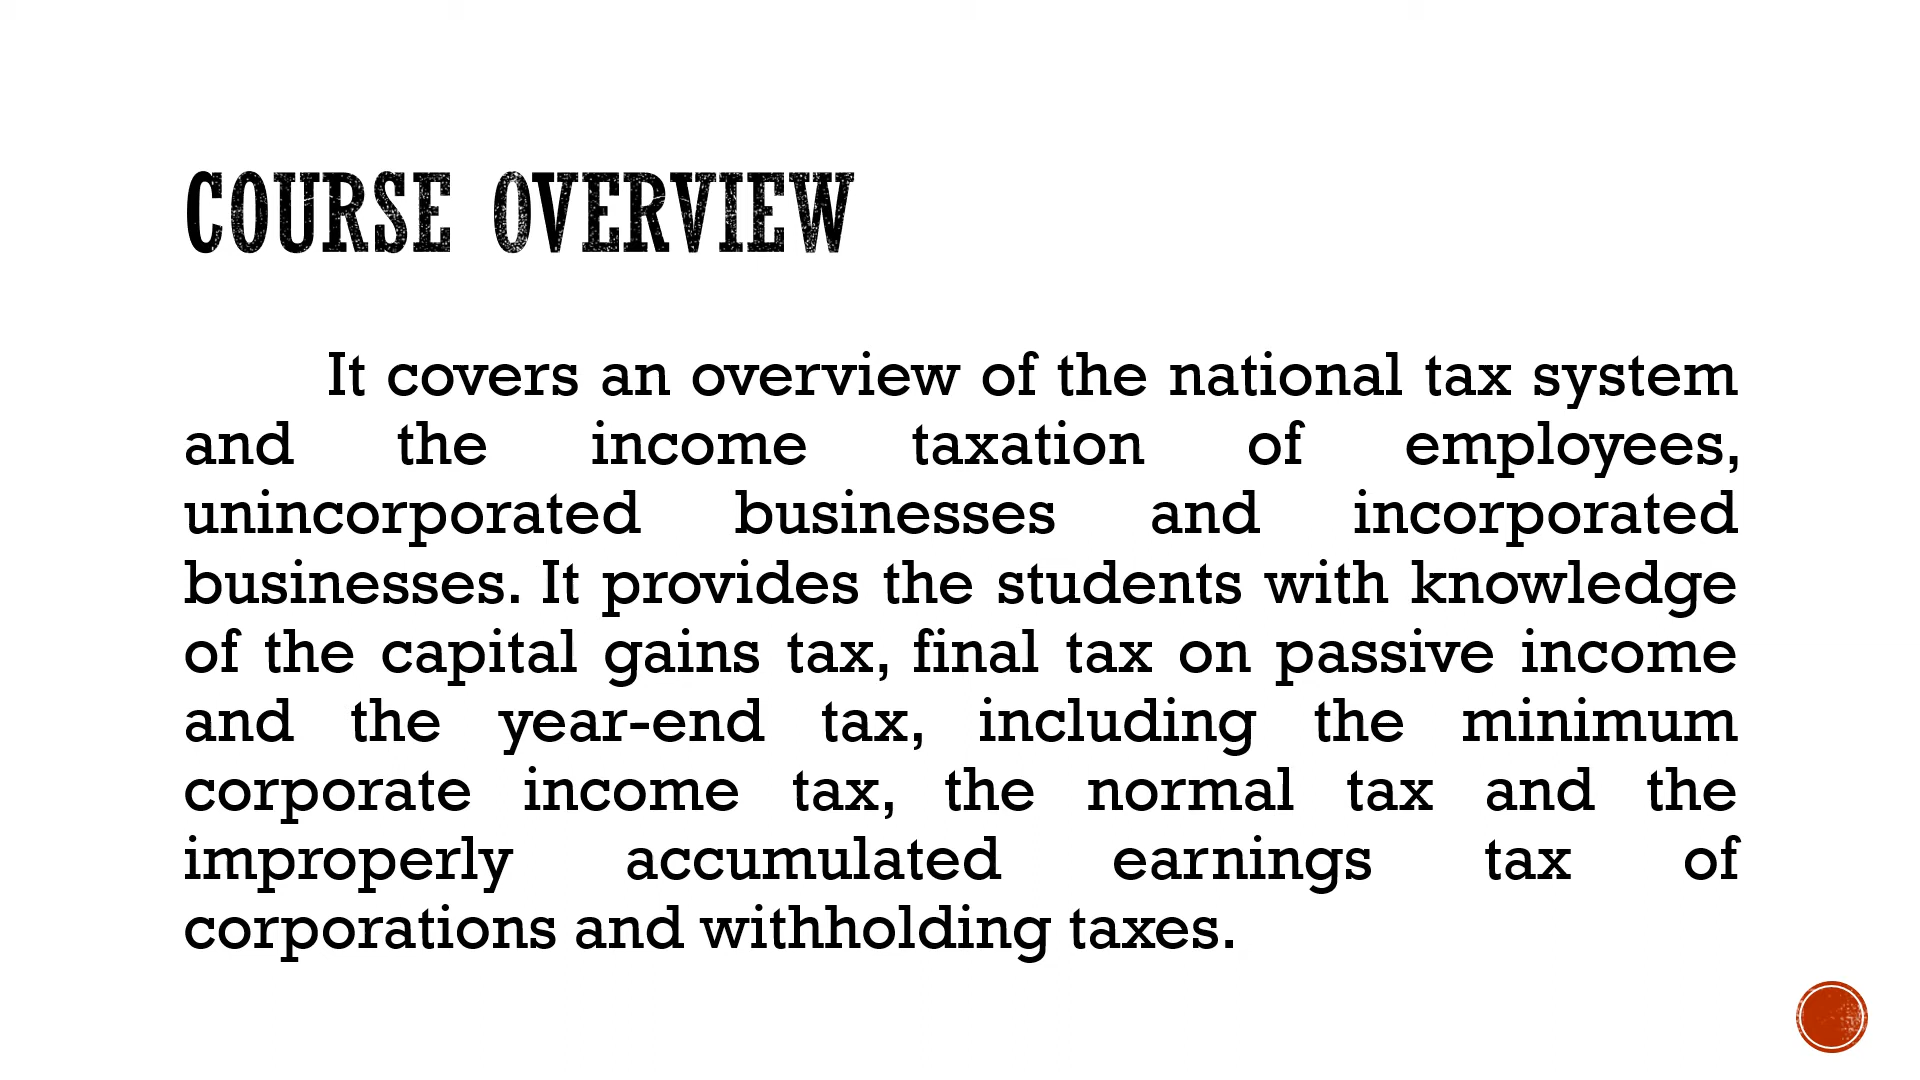 COURSE OVERVIEW
It covers an overview of the national tax system
and the income taxation of employees,
unincorporated businesses and incorporated
businesses. It provides the students with knowledge
of the capital gains tax, final tax on passive income
and the year-end tax, including the minimum
corporate income tax, the normal tax and the
improperly accumulated earnings tax of
corporations and withholding taxes.